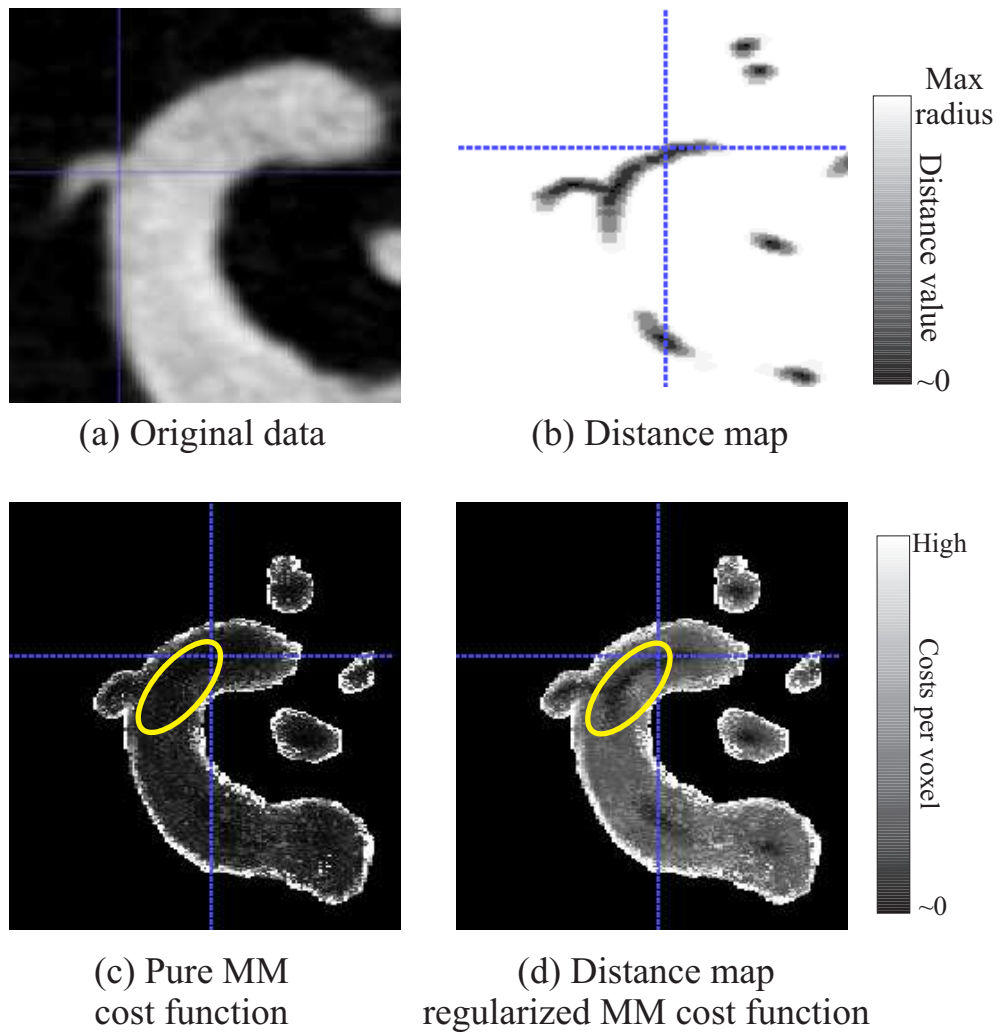 Max
radius
Distance value
~0
(a) Original data
(b) Distance map
High
Costs per voxel
~0
(c) Pure MM
cost function
(d) Distance map
regularized MM cost function